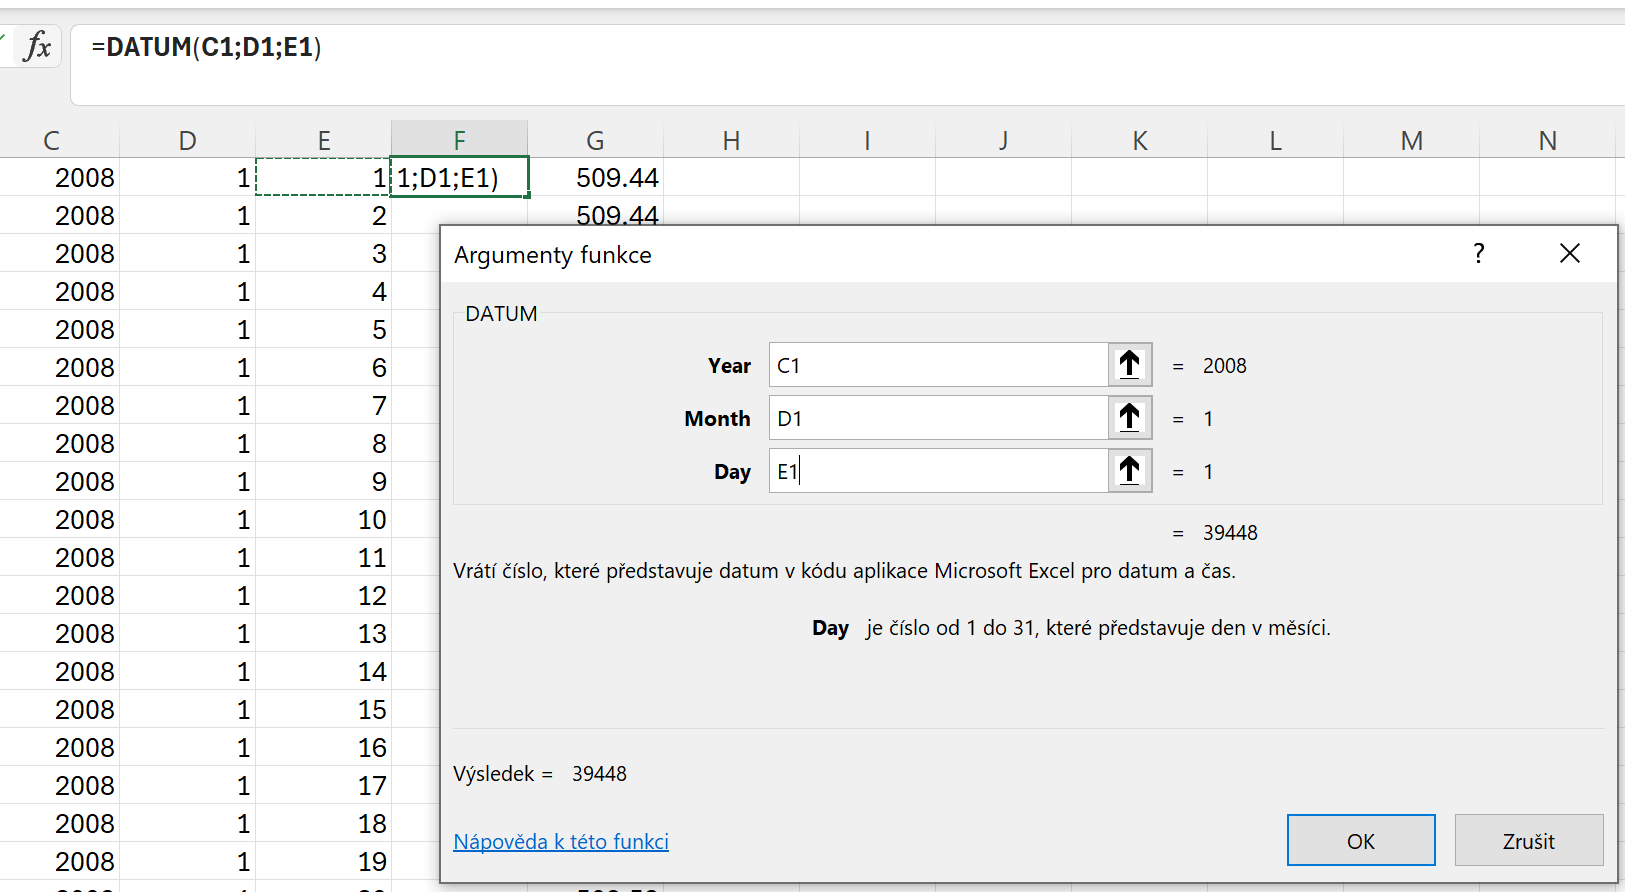 fx =DATUM(C1;D1;E1)
C D E F G H I J K L M N
2008 1 1 1;D1;E1) 509.44
2008 1 2 509.44
2008 1 3
2008 1 4
2008 1 5
2008 1 6
2008 1 7
2008 1 8
2008 1 9
2008 1 10
2008 1 11
2008 1 12
2008 1 13
2008 1 14
2008 1 15
2008 1 16
2008 1 17
2008 1 18
2008 1 19
Argumenty funkce ?
DATUM
Year C1 = 2008
Month D1 = 1
Day E1 = 1
= 39448
Vrátí číslo, které představuje datum v kódu aplikace Microsoft Excel pro datum a čas.
Day je číslo od 1 do 31, které představuje den v měsíci.
Výsledek = 39448
Nápověda k této funkci OK Zrušit